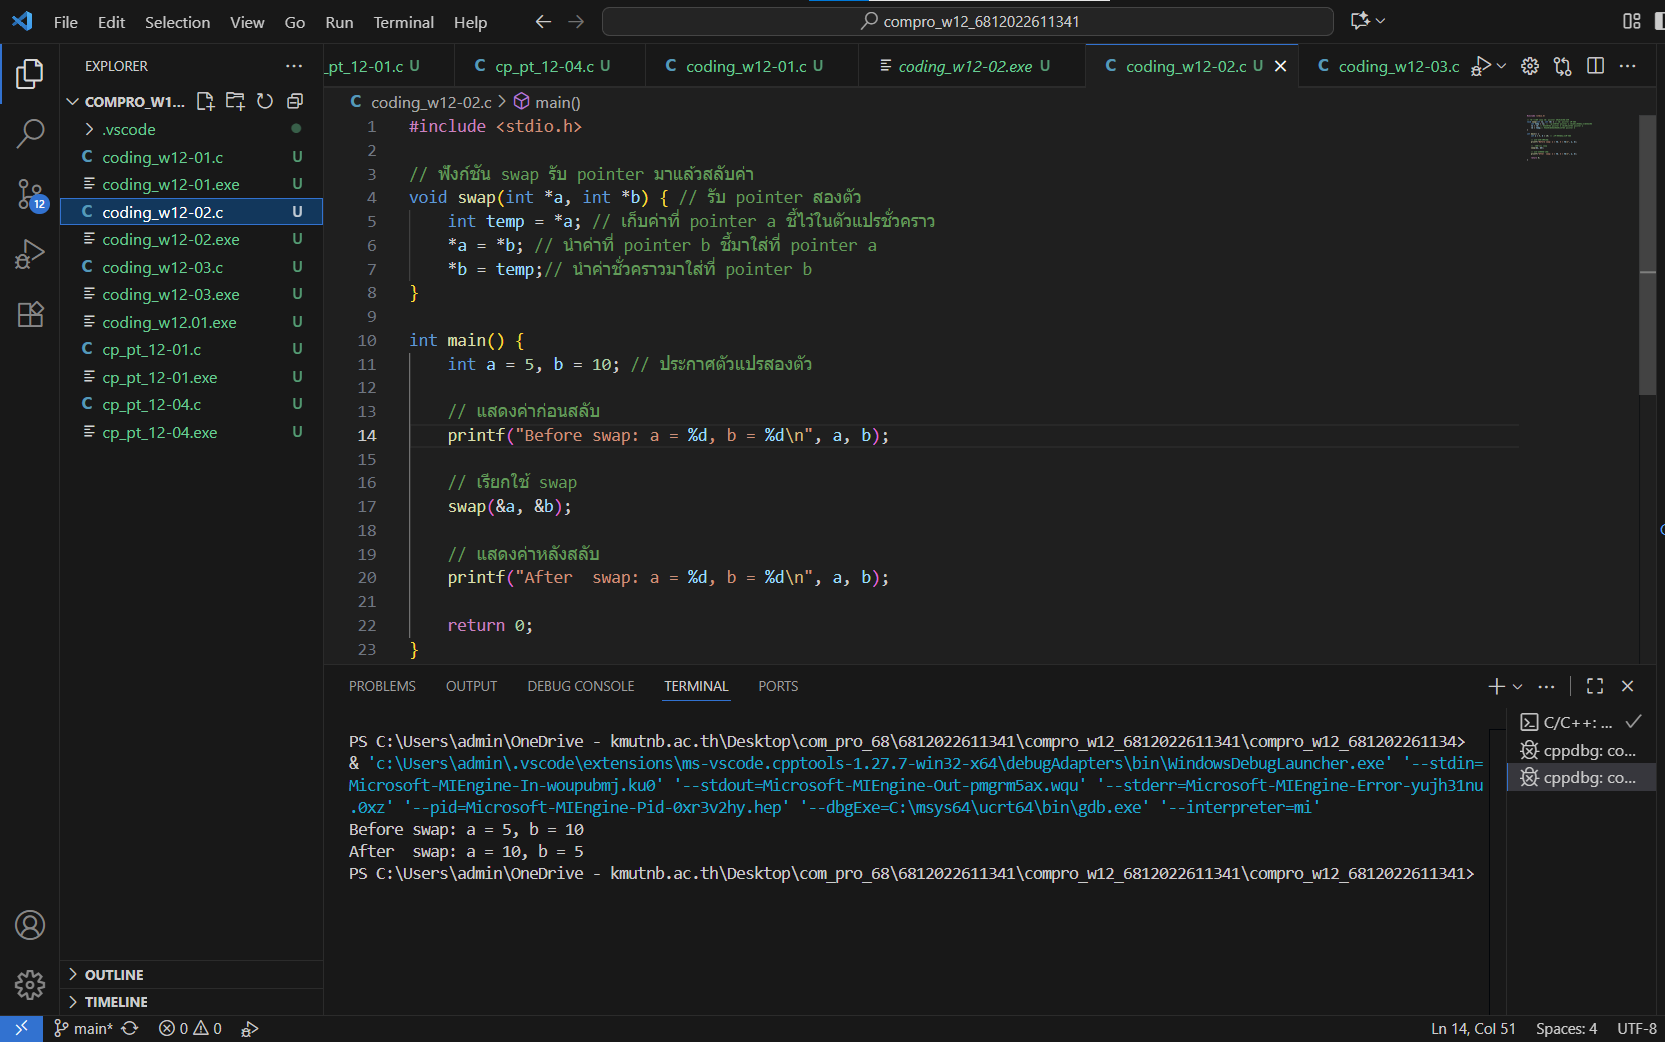 File Edit Selection View Go Run Terminal Help
compro_w12_6812022611341
EXPLORER
COMPRO_W1...
.vscode
coding_w12-01.c U
coding_w12-01.exe U
coding_w12-02.c U
coding_w12-02.exe U
coding_w12-03.c U
coding_w12-03.exe U
coding_w12.01.exe U
cp_pt_12-01.c U
cp_pt_12-01.exe U
cp_pt_12-04.c U
cp_pt_12-04.exe U
12
OUTLINE
TIMELINE
_pt_12-01.c U
C cp_pt_12-04.c U
C coding_w12-01.c U
coding_w12-02.exe U
C coding_w12-02.c U
C coding_w12-03.c
C coding_w12-02.c > main()
1 #include <stdio.h>
2
3 // ฟังก์ชัน swap รับ pointer มาแล้วสลับค่า
4 void swap(int *a, int *b) { // รับ pointer สองตัว
5 int temp = *a; // เก็บค่าที่ pointer a ชี้ไว้ในตัวแปรชั่วคราว
6 *a = *b; // นำค่าที่ pointer b ชี้มาใส่ที่ pointer a
7 *b = temp;// นำค่าชั่วคราวมาใส่ที่ pointer b
8 }
9
10 int main() {
11 int a = 5, b = 10; // ประกาศตัวแปรสองตัว
12
13 // แสดงค่าก่อนสลับ
14 printf("Before swap: a = %d, b = %d\n", a, b);
15
16 // เรียกใช้ swap
17 swap(&a, &b);
18
19 // แสดงค่าหลังสลับ
20 printf("After  swap: a = %d, b = %d\n", a, b);
21
22 return 0;
23 }
PROBLEMS OUTPUT DEBUG CONSOLE TERMINAL PORTS
PS C:\Users\admin\OneDrive - kmutnb.ac.th\Desktop\com_pro_68\6812022611341\compro_w12_6812022611341\compro_w12_681202261134>
& 'c:\Users\admin\.vscode\extensions\ms-vscode.cpptools-1.27.7-win32-x64\debugAdapters\bin\WindowsDebugLauncher.exe' '--stdin=
Microsoft-MIEngine-In-woupubmj.ku0' '--stdout=Microsoft-MIEngine-Out-pmgrm5ax.wqu' '--stderr=Microsoft-MIEngine-Error-yujh31nu
.0xz' '--pid=Microsoft-MIEngine-Pid-0xr3v2hy.hep' '--dbgExe=C:\msys64\ucrt64\bin\gdb.exe' '--interpreter=mi'
Before swap: a = 5, b = 10
After  swap: a = 10, b = 5
PS C:\Users\admin\OneDrive - kmutnb.ac.th\Desktop\com_pro_68\6812022611341\compro_w12_6812022611341\compro_w12_6812022611341>
C/C++: ...
cppdbg: co...
cppdbg: co...
main* 0 0
Ln 14, Col 51 Spaces: 4 UTF-8